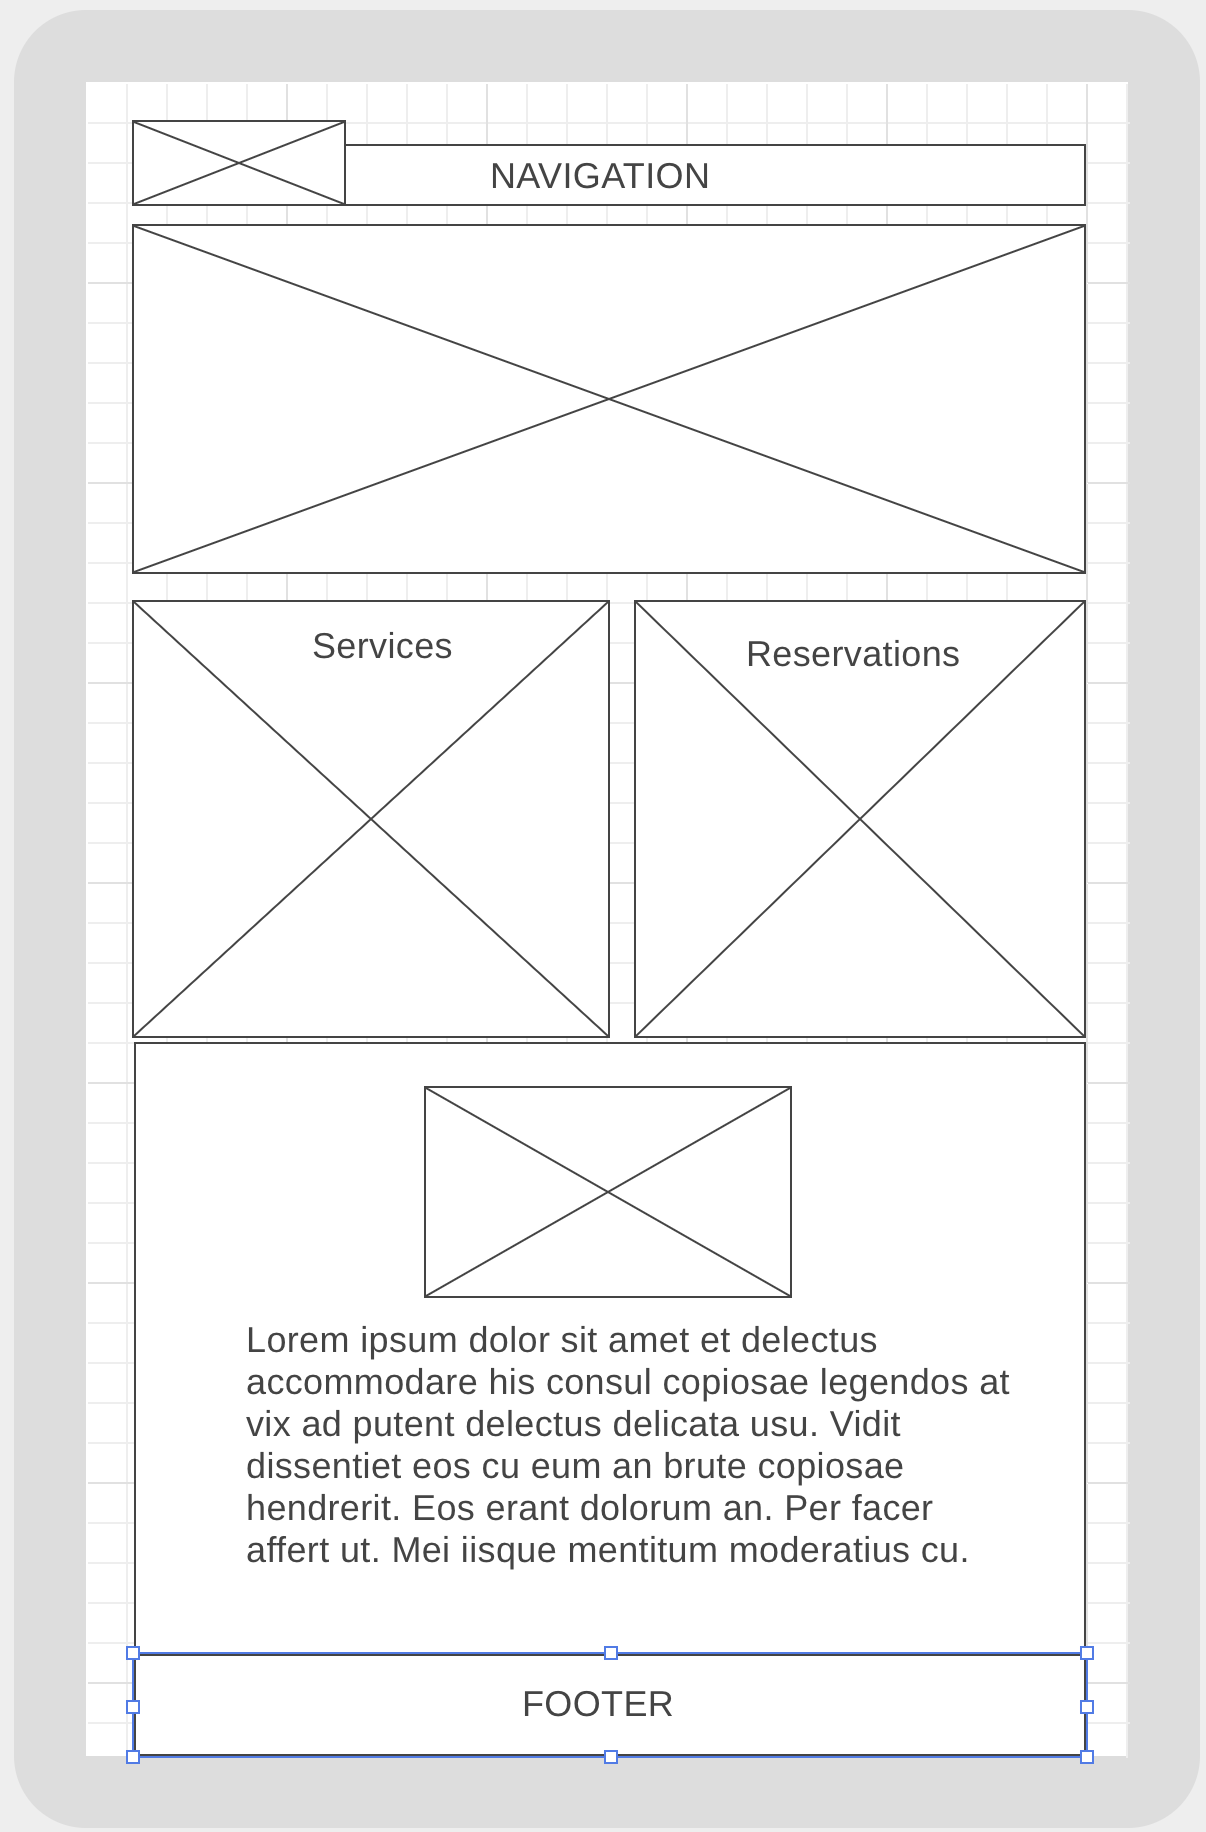 NAVIGATION
Services
Reservations
Lorem ipsum dolor sit amet et delectus
accommodare his consul copiosae legendos at
vix ad putent delectus delicata usu. Vidit
dissentiet eos cu eum an brute copiosae
hendrerit. Eos erant dolorum an. Per facer
affert ut. Mei iisque mentitum moderatius cu.
FOOTER